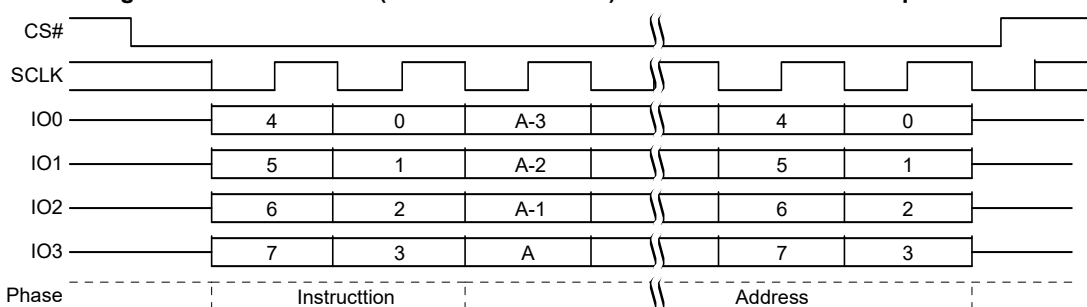 CS#
SCLK
IO0 4 0 A-3 4 0
IO1 5 1 A-2 5 1
IO2 6 2 A-1 6 2
IO3 7 3 A 7 3
Phase Instructtion Address